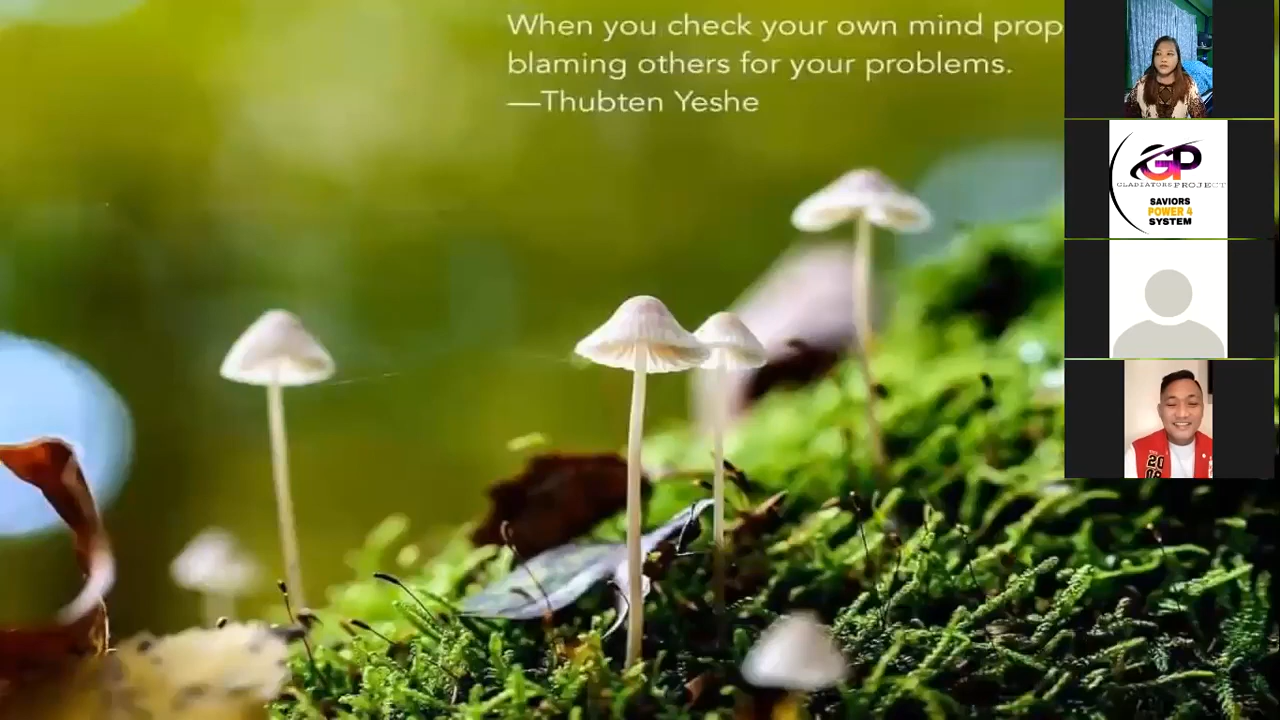 When you check your own mind prop
blaming others for your problems.
—Thubten Yeshe
GP
GLADIATORS PROJECT
SAVIORS
POWER 4
SYSTEM
20